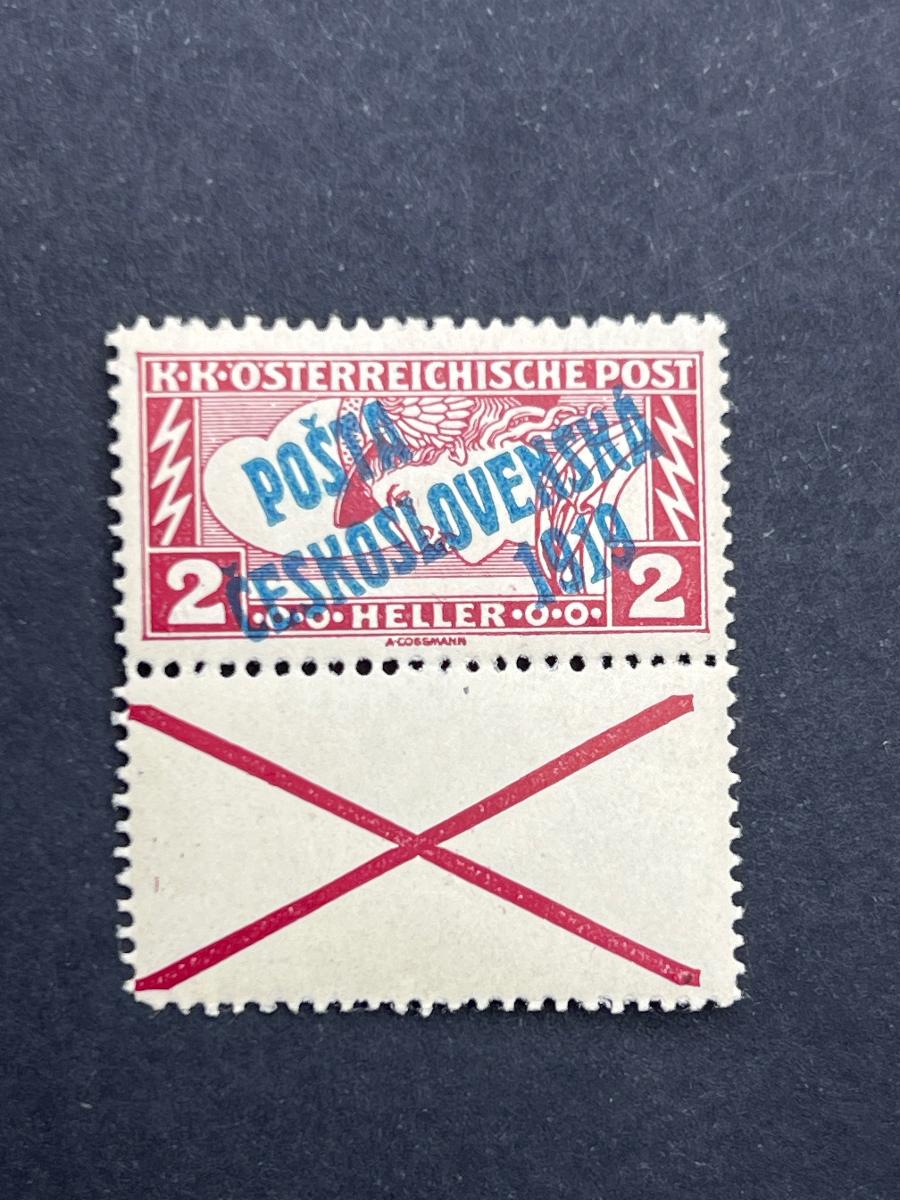 K·K·ÖSTERREICHISCHE POST
POŠTA
ČESKOSLOVENSKÁ
1919
2 HELLER 2
A·COSSMANN